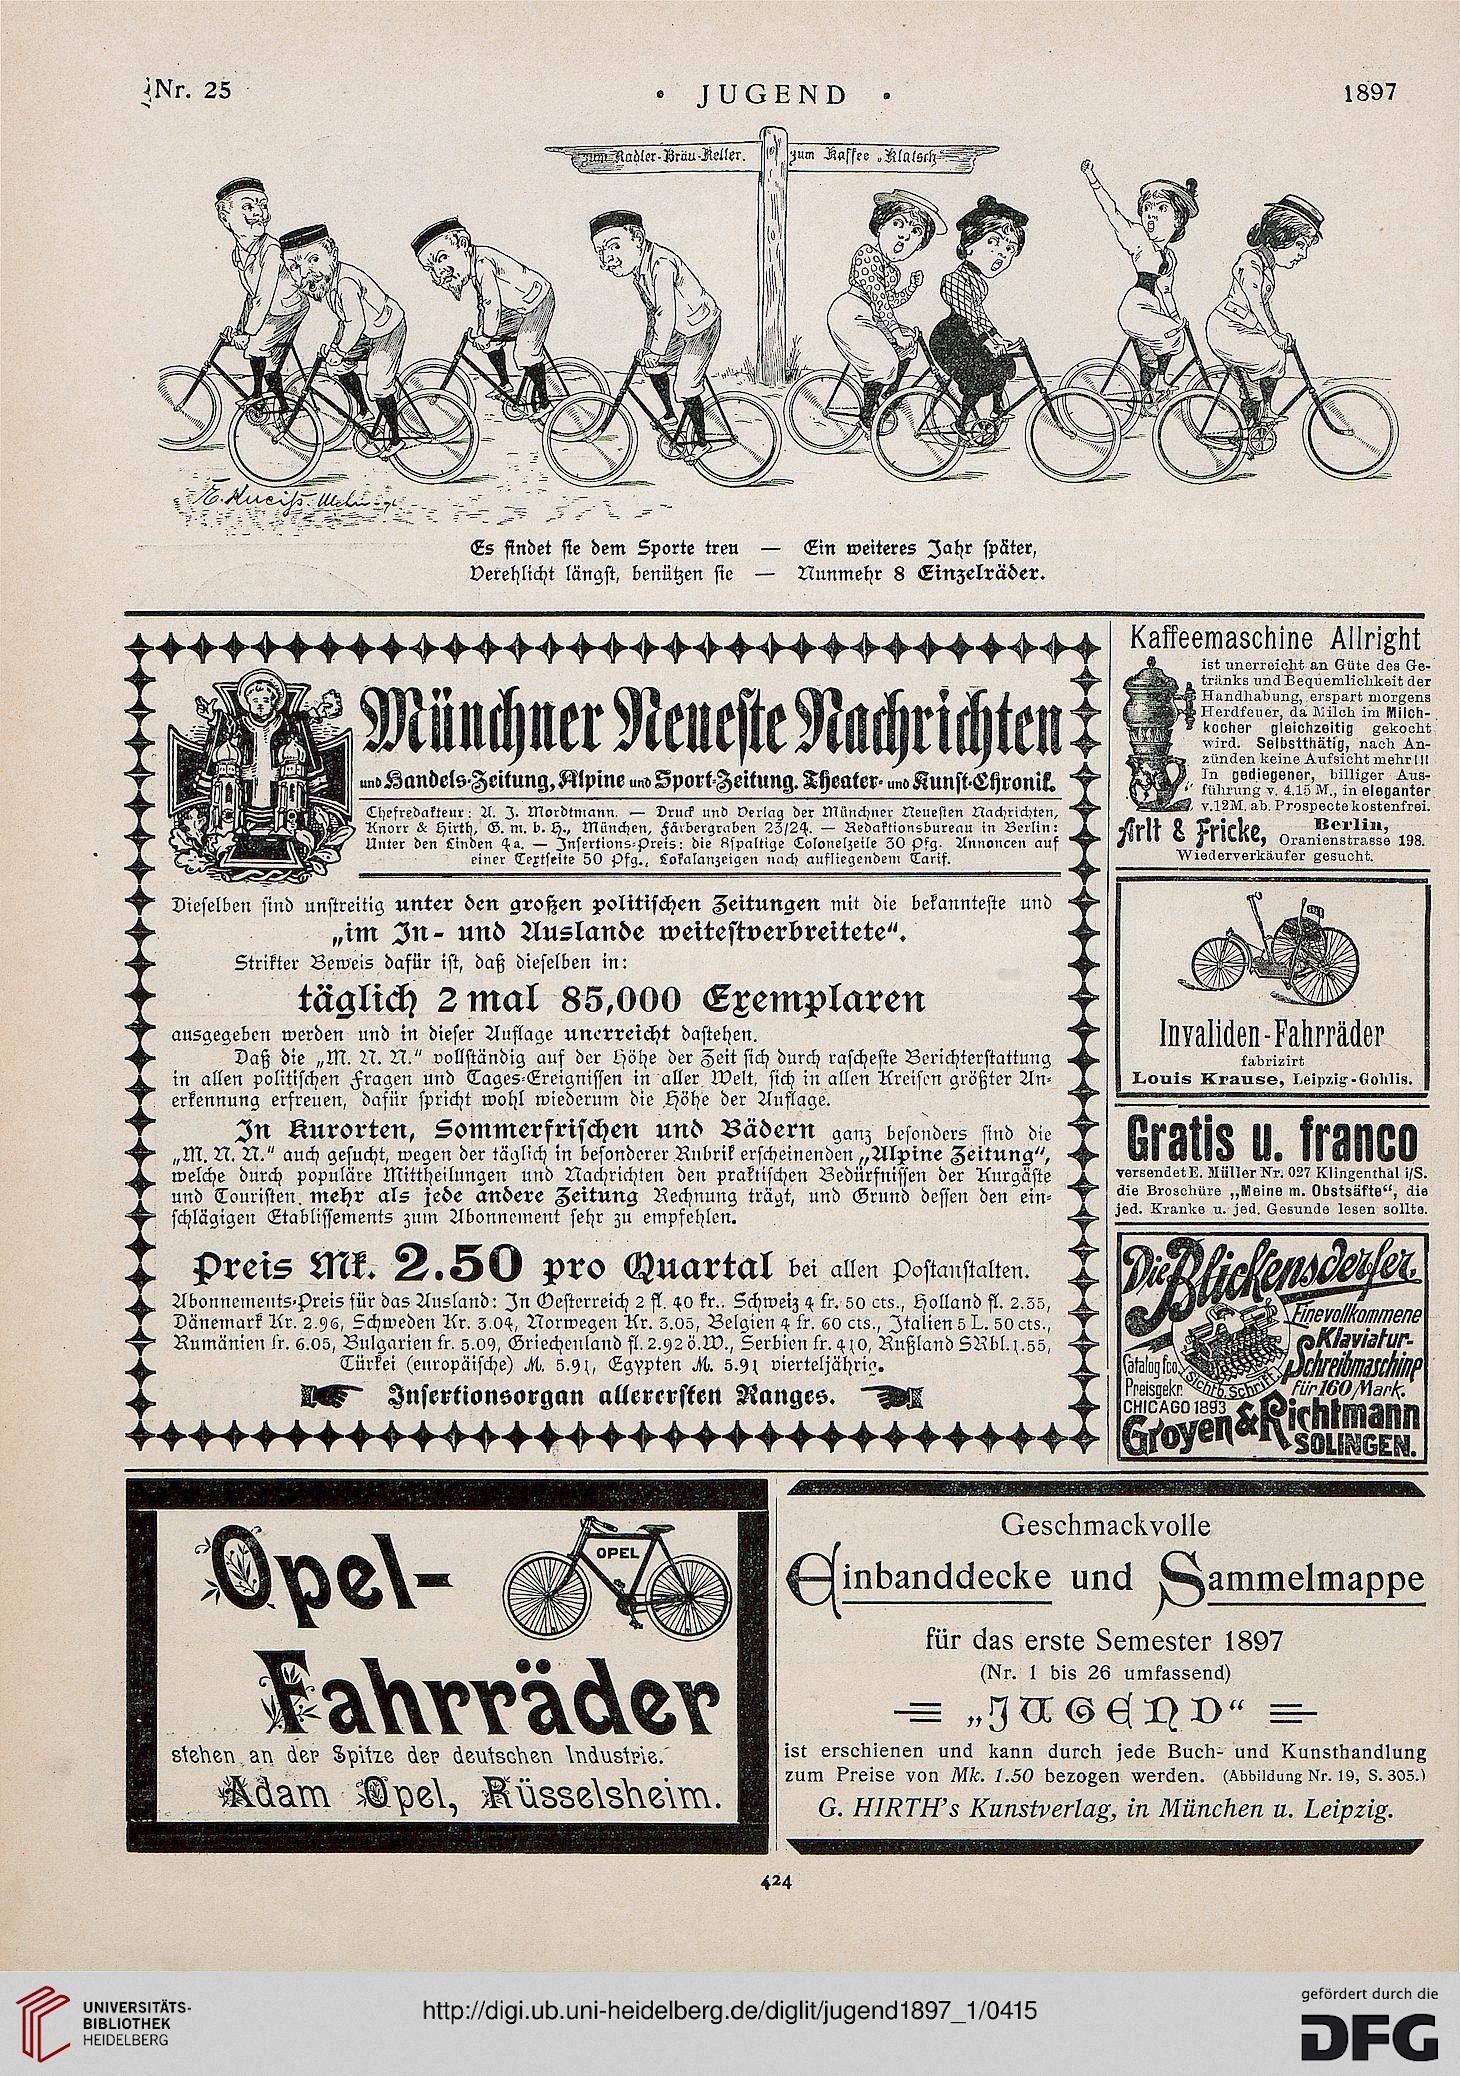 Nr. 25
· JUGEND ·
1897
zum Radler-Bräu-Keller.
zum Kaffee „Klatsch“
Es findet sie dem Sporte treu — Ein weiteres Jahr später,
Verehlicht längst, benützen sie — Nunmehr 8 Einzelräder.
Münchner Neueste Nachrichten
und Handels-Zeitung, Alpine und Sport-Zeitung. Theater- und Kunst-Chronik.
Chefredakteur: A. J. Mordtmann. — Druck und Verlag der Münchner Neuesten Nachrichten,
Knorr & Hirth, G. m. b. H., München, Färbergraben 23/24. — Redaktionsbureau in Berlin:
Unter den Linden 4a. — Insertions-Preis: die 8spaltige Colonelzeile 30 Pfg. Annoncen auf
einer Textseite 50 Pfg., Lokalanzeigen nach aufliegendem Tarif.
Dieselben sind unstreitig unter den großen politischen Zeitungen mit die bekannteste und
„im In- und Auslande weitestverbreitete“.
Strikter Beweis dafür ist, daß dieselben in:
täglich 2 mal 85,000 Exemplaren
ausgegeben werden und in dieser Auflage unerreicht dastehen.
Daß die „M. N. N.“ vollständig auf der Höhe der Zeit sich durch rascheste Berichterstattung
in allen politischen Fragen und Tages-Ereignissen in aller Welt, sich in allen Kreisen größter An-
erkennung erfreuen, dafür spricht wohl wiederum die Höhe der Auflage.
In Kurorten, Sommerfrischen und Bädern ganz besonders sind die
„M. N. N.“ auch gesucht, wegen der täglich in besonderer Rubrik erscheinenden „Alpine Zeitung“,
welche durch populäre Mittheilungen und Nachrichten den praktischen Bedürfnissen der Kurgäste
und Touristen mehr als jede andere Zeitung Rechnung trägt, und Grund dessen den ein-
schlägigen Etablissements zum Abonnement sehr zu empfehlen.
Preis Mk. 2.50 pro Quartal bei allen Postanstalten.
Abonnements-Preis für das Ausland: In Oesterreich 2 fl. 40 kr., Schweiz 4 fr. 50 cts., Holland fl. 2.35,
Dänemark Kr. 2.96, Schweden Kr. 3.04, Norwegen Kr. 3.05, Belgien 4 fr. 60 cts., Italien 5 L. 50 cts.,
Rumänien fr. 6.05, Bulgarien fr. 5.09, Griechenland fl. 2.92 ö.W., Serbien fr. 4 10, Rußland SRbl. 1.55,
Türkei (europäische) M. 5.91, Egypten M. 5.91 vierteljährig.
Insertionsorgan allerersten Ranges.
Kaffeemaschine Allright
ist unerreicht an Güte des Ge-
tränks und Bequemlichkeit der
Handhabung, erspart morgens
Herdfeuer, da Milch im Milch-
kocher gleichzeitig gekocht
wird. Selbstthätig, nach An-
zünden keine Aufsicht mehr!!!
In gediegener, billiger Aus-
führung v. 4.15 M., in eleganter
v. 12 M. ab. Prospecte kostenfrei.
Arlt & Fricke, Berlin,
Oranienstrasse 198.
Wiederverkäufer gesucht.
Invaliden-Fahrräder
fabrizirt
Louis Krause, Leipzig-Gohlis.
Gratis u. franco
versendet E. Müller Nr. 027 Klingenthal i/S.
die Broschüre „Meine m. Obstsäfte“, die
jed. Kranke u. jed. Gesunde lesen sollte.
Die Blickensderfer.
Eine vollkommene
Klaviatur-
Schreibmaschine
für 160 Mark.
Catalog fco.
Preisgekr.
Sichtb. Schrift.
CHICAGO 1893
Groyen & Richtmann
SOLINGEN.
Opel-
OPEL
Fahrräder
stehen an der Spitze der deutschen Industrie.
Adam Opel, Rüsselsheim.
Geschmackvolle
Einbanddecke und Sammelmappe
für das erste Semester 1897
(Nr. 1 bis 26 umfassend)
„JUGEND“
ist erschienen und kann durch jede Buch- und Kunsthandlung
zum Preise von Mk. 1.50 bezogen werden. (Abbildung Nr. 19, S. 305.)
G. HIRTH's Kunstverlag, in München u. Leipzig.
424
UNIVERSITÄTS-
BIBLIOTHEK
HEIDELBERG
http://digi.ub.uni-heidelberg.de/diglit/jugend1897_1/0415
gefördert durch die
DFG